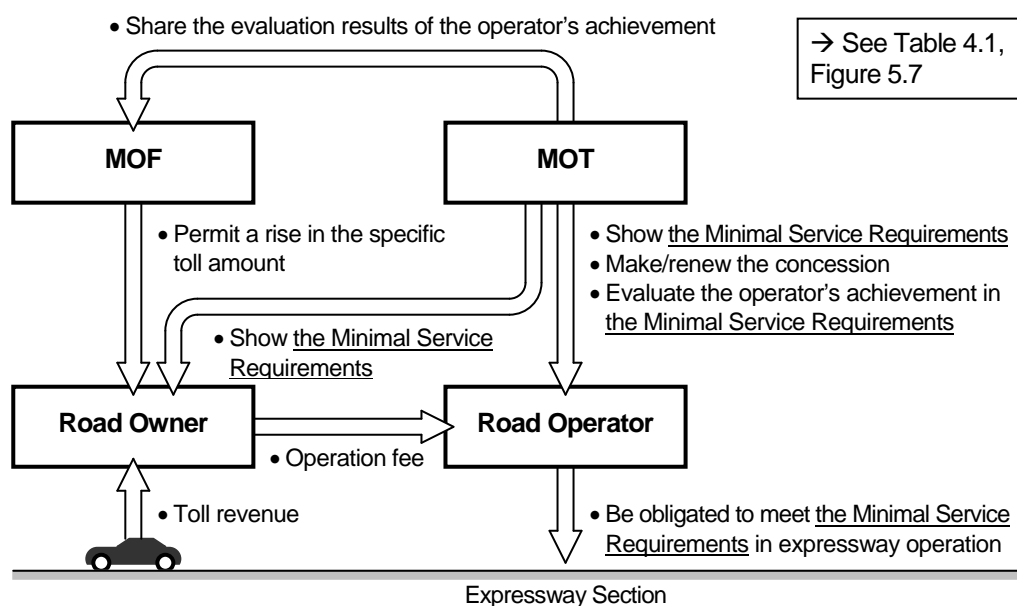 • Share the evaluation results of the operator’s achievement
→ See Table 4.1,
Figure 5.7
MOF
MOT
• Permit a rise in the specific
toll amount
• Show the Minimal Service Requirements
• Make/renew the concession
• Evaluate the operator’s achievement in
the Minimal Service Requirements
• Show the Minimal Service
Requirements
Road Owner
Road Operator
• Operation fee
• Toll revenue
• Be obligated to meet the Minimal Service
Requirements in expressway operation
Expressway Section